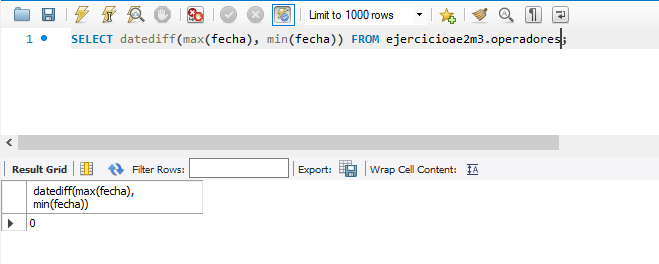 Limit to 1000 rows
1 SELECT datediff(max(fecha), min(fecha)) FROM ejercicioae2m3.operadores;
Result Grid Filter Rows: Export: Wrap Cell Content: IA
datediff(max(fecha),
min(fecha))
0